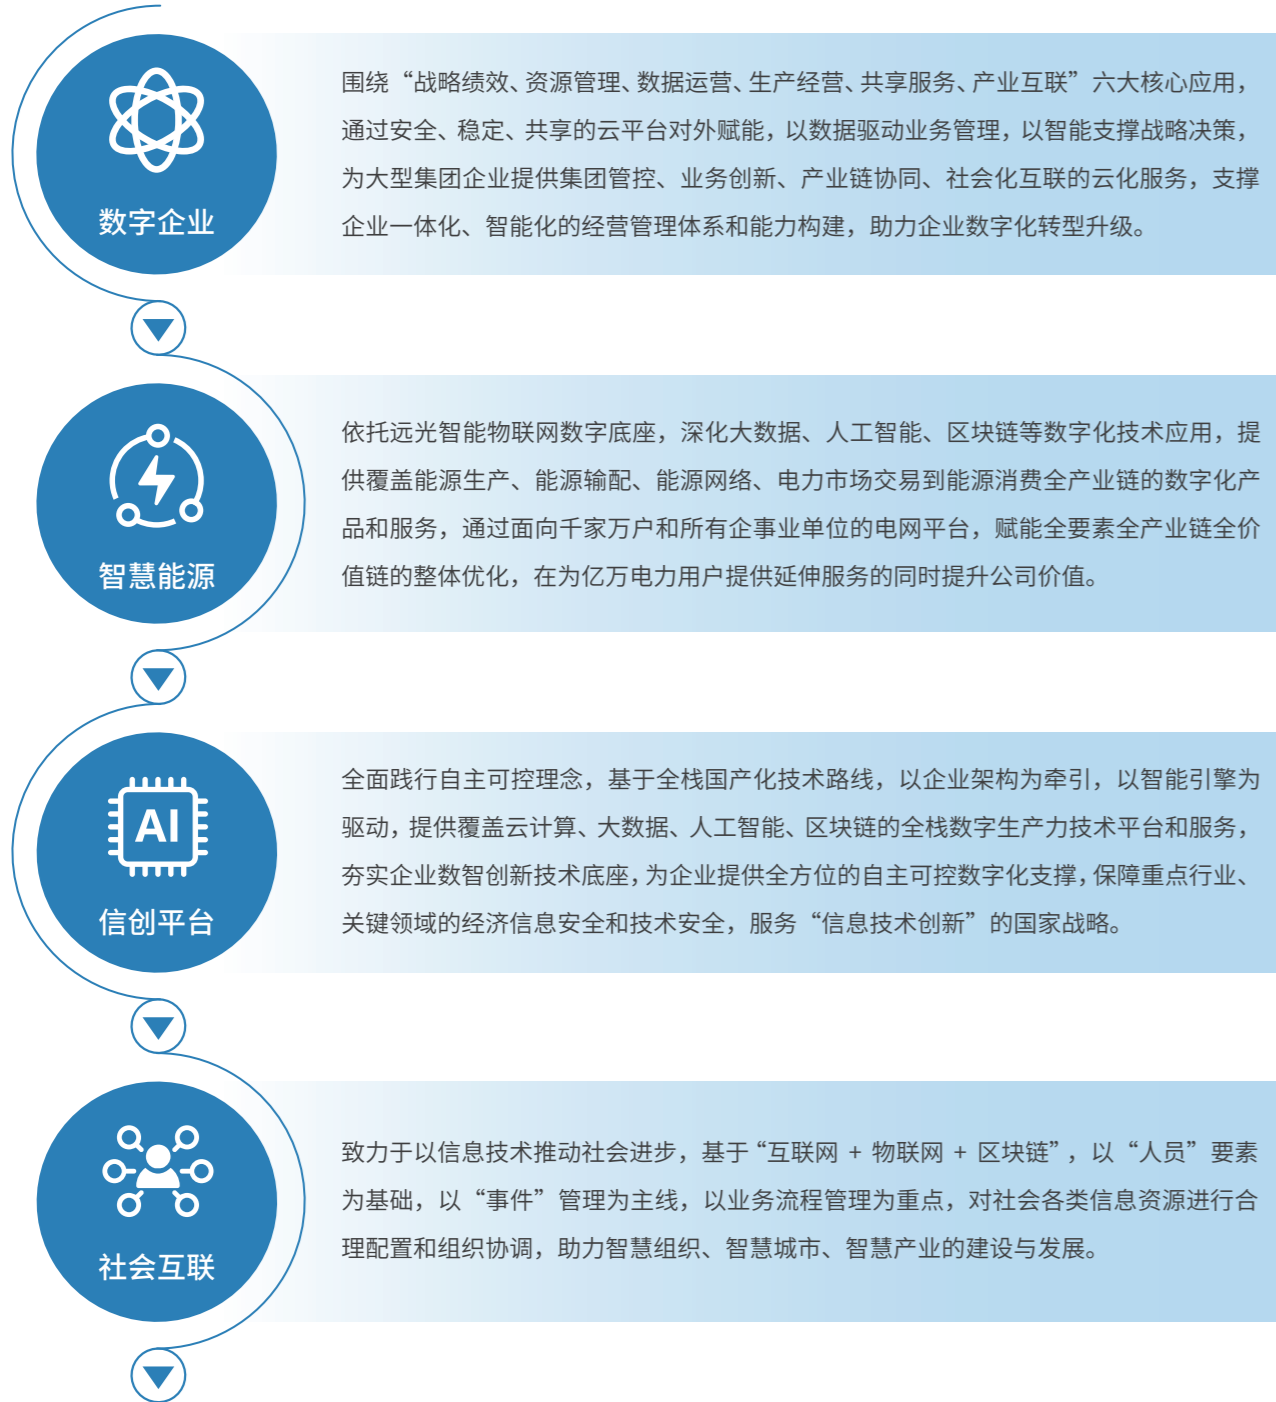 数字企业
围绕“战略绩效、资源管理、数据运营、生产经营、共享服务、产业互联”六大核心应用，
通过安全、稳定、共享的云平台对外赋能，以数据驱动业务管理，以智能支撑战略决策，
为大型集团企业提供集团管控、业务创新、产业链协同、社会化互联的云化服务，支撑
企业一体化、智能化的经营管理体系和能力构建，助力企业数字化转型升级。
智慧能源
依托远光智能物联网数字底座，深化大数据、人工智能、区块链等数字化技术应用，提
供覆盖能源生产、能源输配、能源网络、电力市场交易到能源消费全产业链的数字化产
品和服务，通过面向千家万户和所有企事业单位的电网平台，赋能全要素全产业链全价
值链的整体优化，在为亿万电力用户提供延伸服务的同时提升公司价值。
AI
信创平台
全面践行自主可控理念，基于全栈国产化技术路线，以企业架构为牵引，以智能引擎为
驱动，提供覆盖云计算、大数据、人工智能、区块链的全栈数字生产力技术平台和服务，
夯实企业数智创新技术底座，为企业提供全方位的自主可控数字化支撑，保障重点行业、
关键领域的经济信息安全和技术安全，服务“信息技术创新”的国家战略。
社会互联
致力于以信息技术推动社会进步，基于“互联网 + 物联网 + 区块链”，以“人员”要素
为基础，以“事件”管理为主线，以业务流程管理为重点，对社会各类信息资源进行合
理配置和组织协调，助力智慧组织、智慧城市、智慧产业的建设与发展。